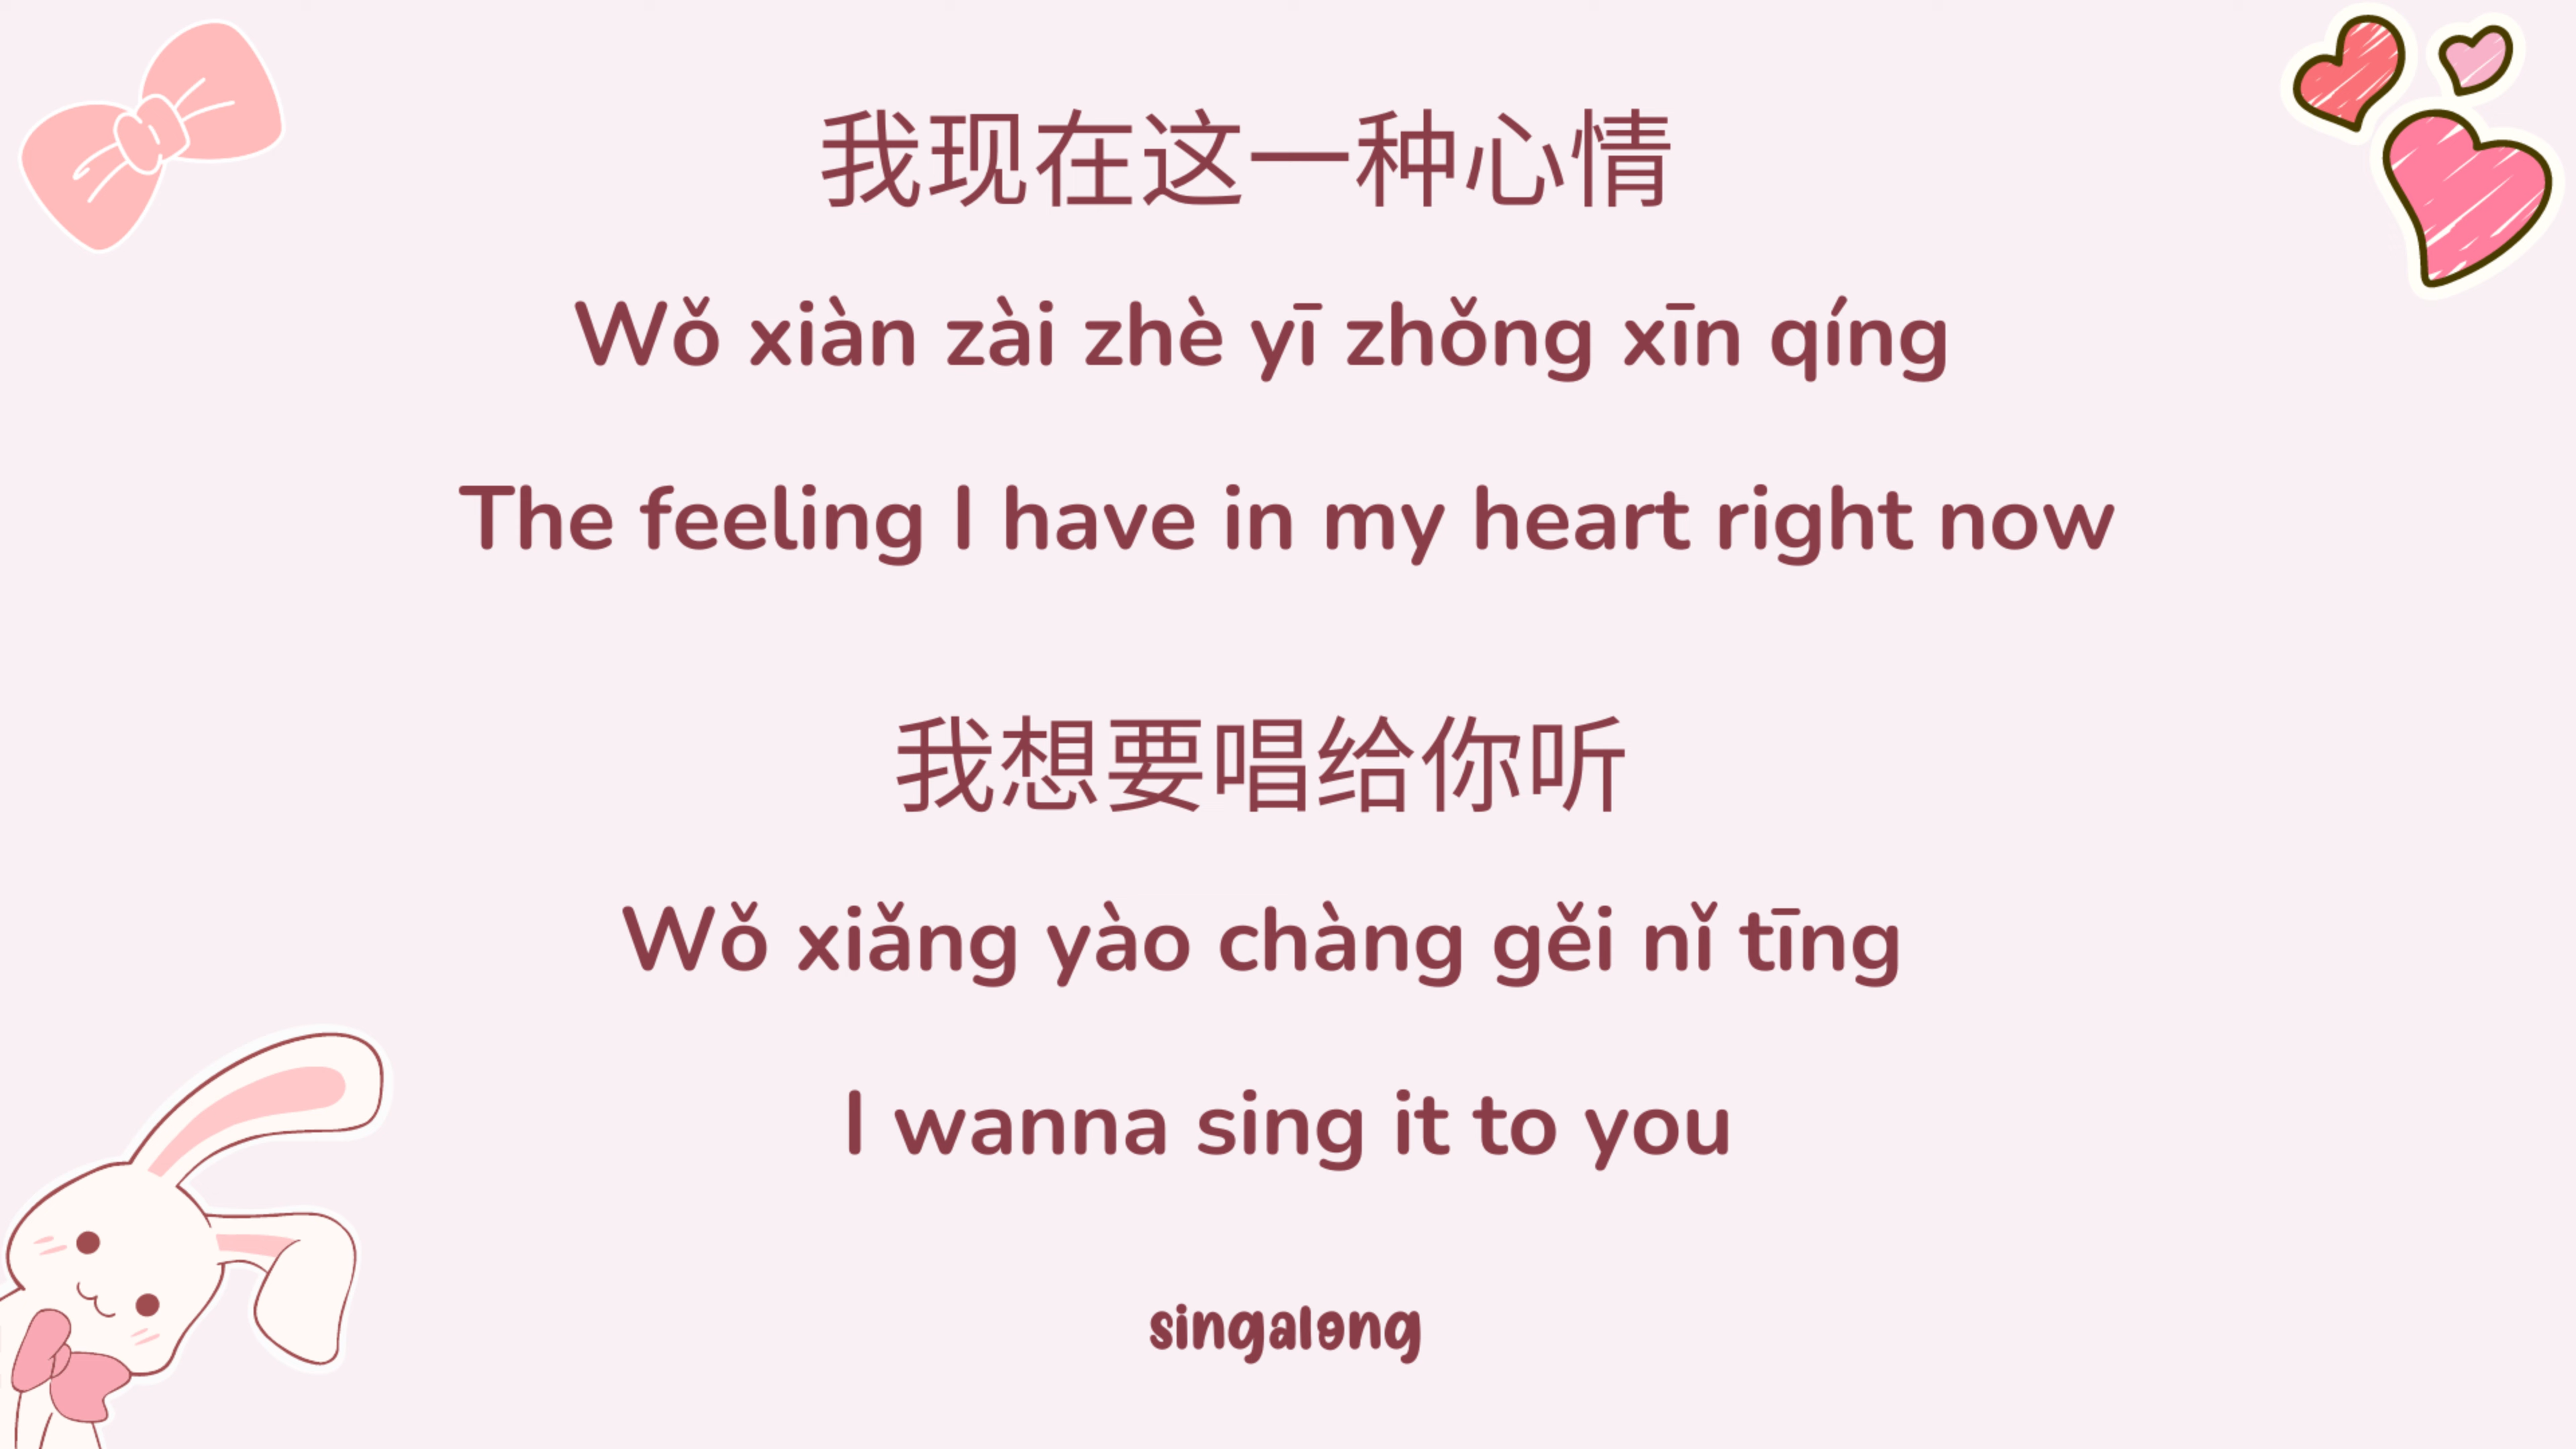 我现在这一种心情
Wǒ xiàn zài zhè yī zhǒng xīn qíng
The feeling I have in my heart right now
我想要唱给你听
Wǒ xiǎng yào chàng gěi nǐ tīng
I wanna sing it to you
singalong